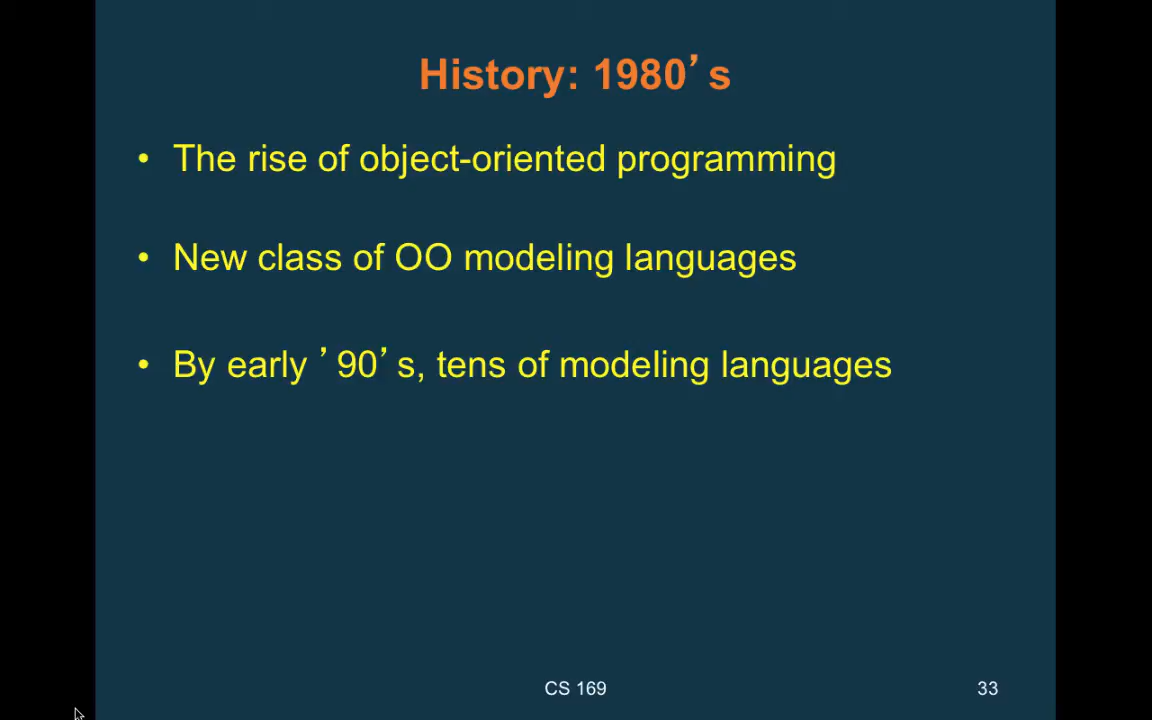 History: 1980’s
• The rise of object-oriented programming
• New class of OO modeling languages
• By early ’90’s, tens of modeling languages
CS 169
33